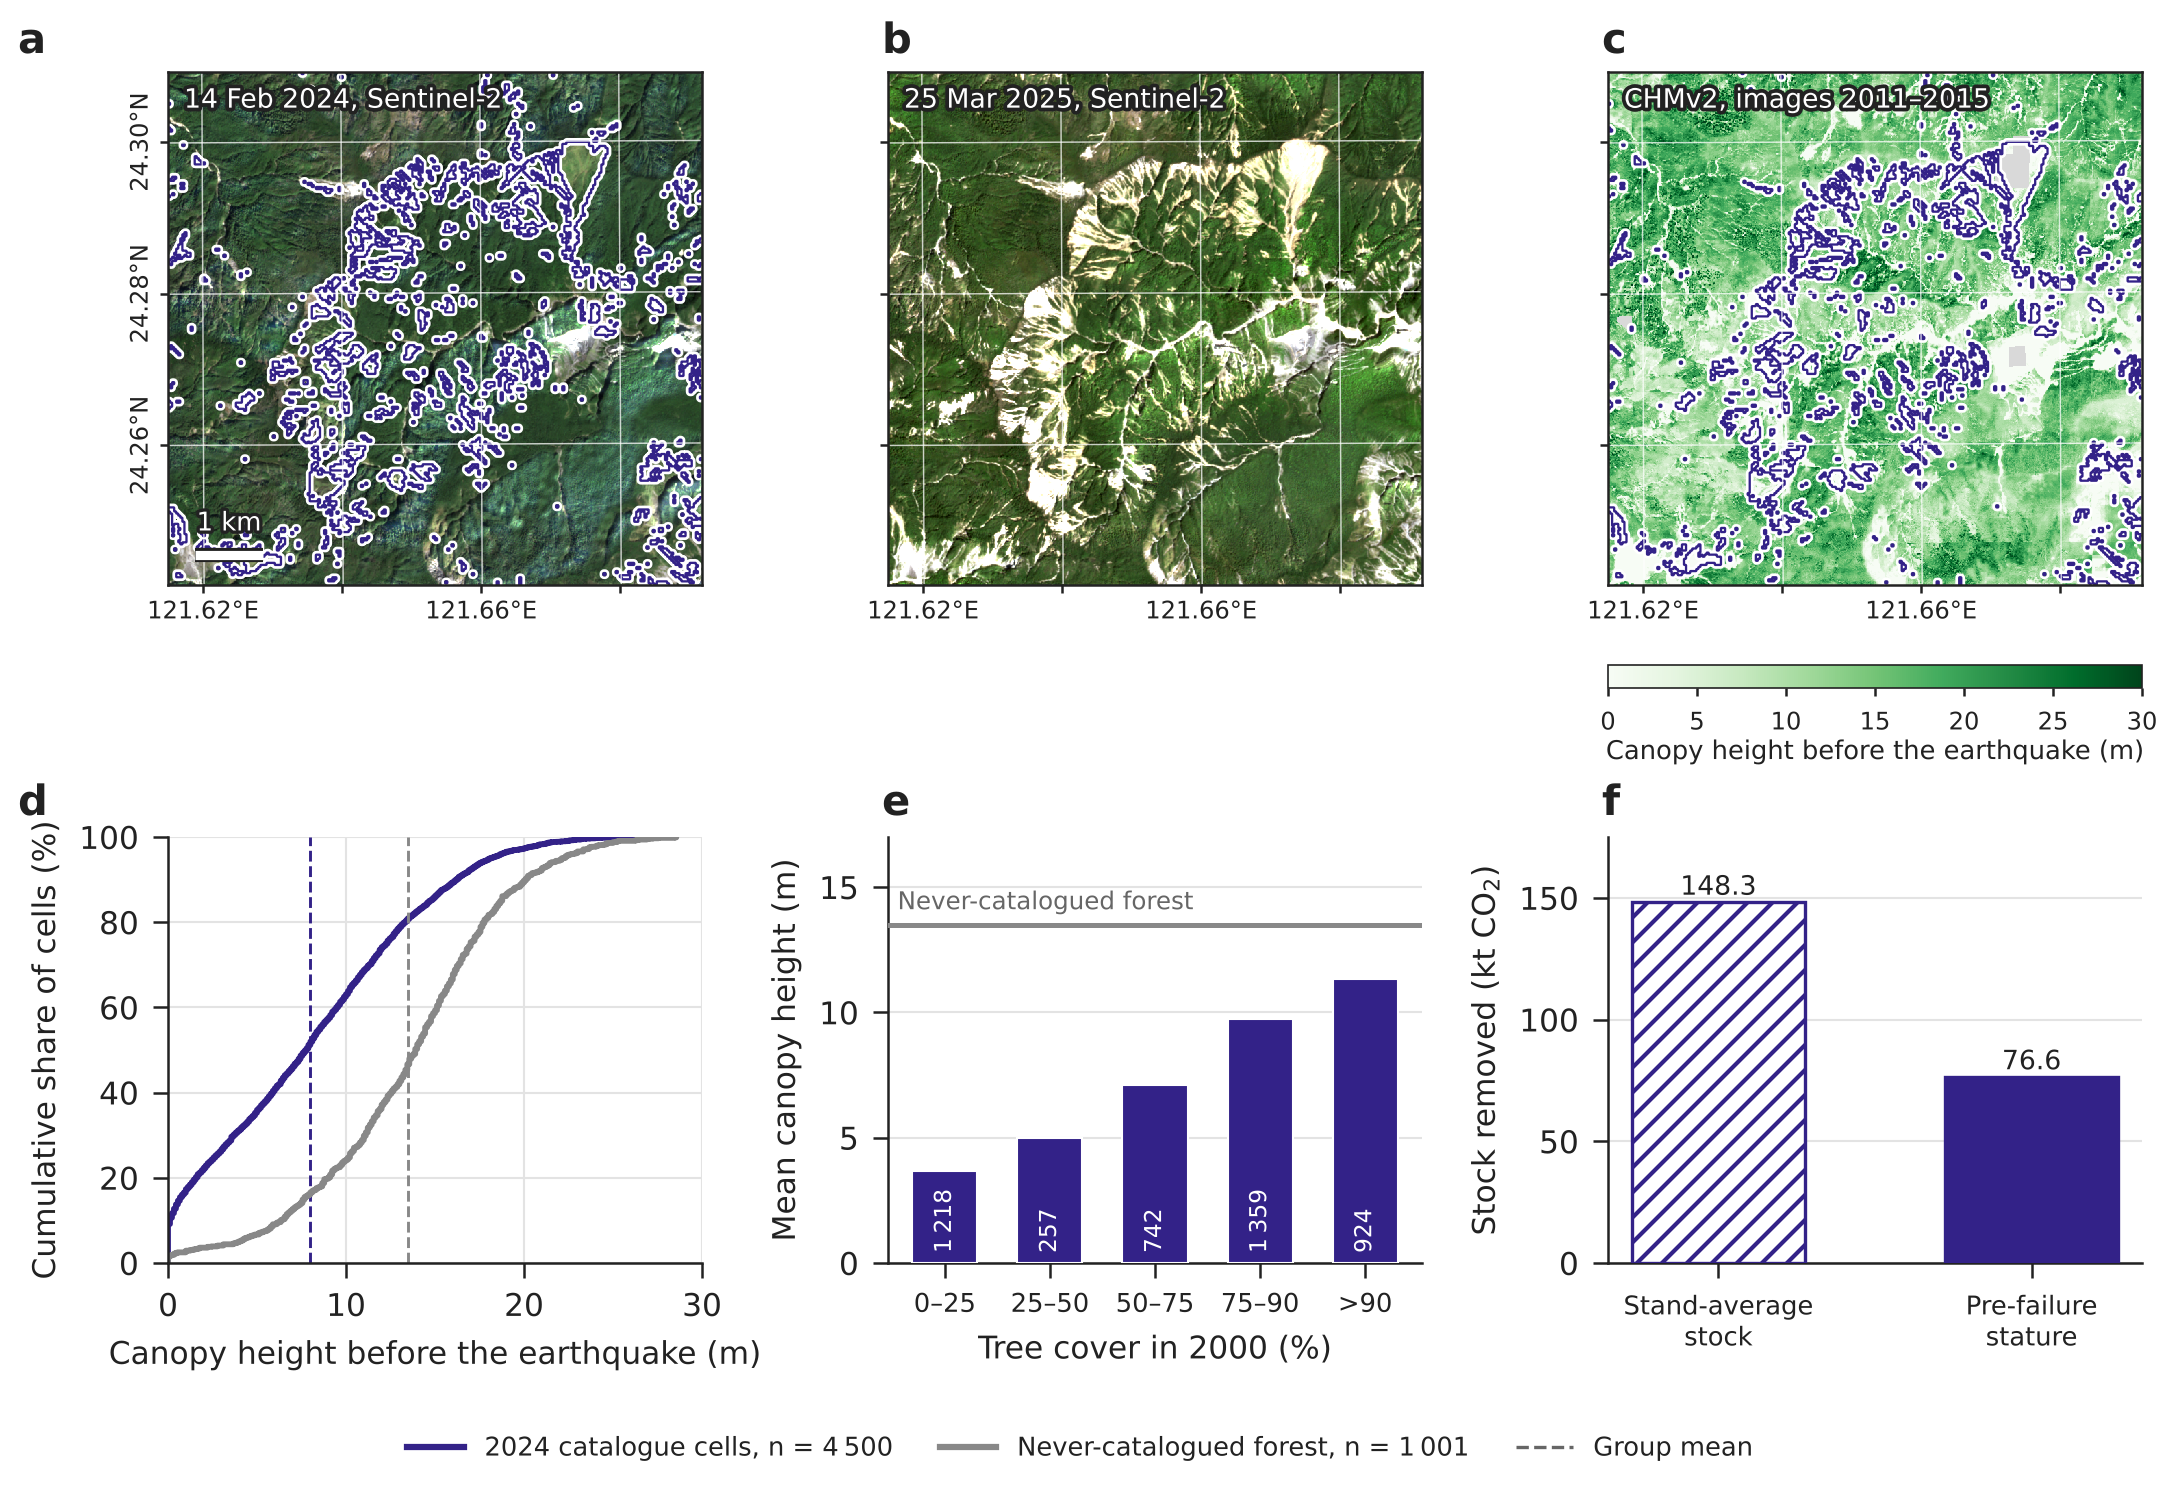 a
b
c
14 Feb 2024, Sentinel-2
25 Mar 2025, Sentinel-2
CHMv2, images 2011–2015
24.30°N
24.28°N
24.26°N
1 km
121.62°E
121.66°E
121.62°E
121.66°E
121.62°E
121.66°E
0
5
10
15
20
25
30
Canopy height before the earthquake (m)
d
Cumulative share of cells (%)
100
80
60
40
20
0
0
10
20
30
Canopy height before the earthquake (m)
e
Mean canopy height (m)
15
10
5
0
Never-catalogued forest
1 218
257
742
1 359
924
0–25
25–50
50–75
75–90
>90
Tree cover in 2000 (%)
f
Stock removed (kt CO₂)
150
100
50
0
148.3
76.6
Stand-average
stock
Pre-failure
stature
2024 catalogue cells, n = 4 500
Never-catalogued forest, n = 1 001
Group mean